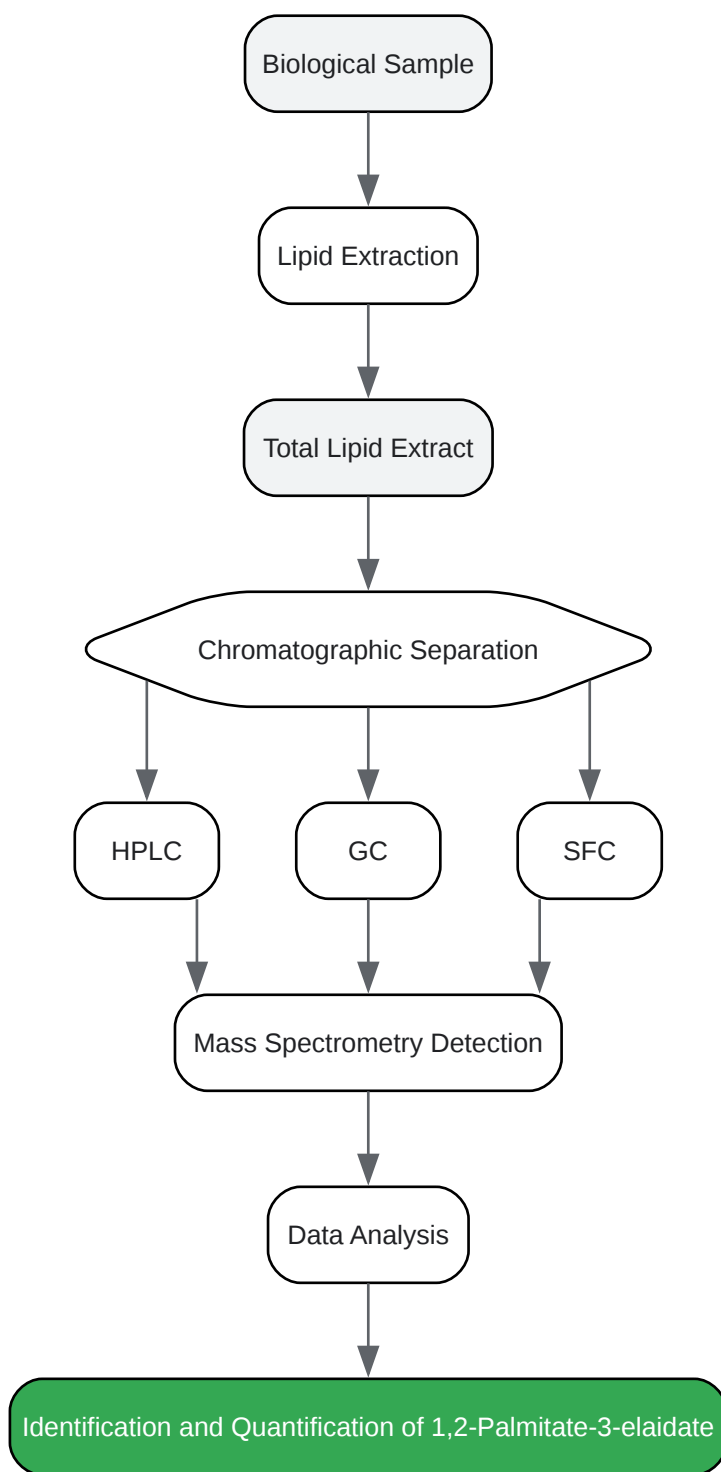 Biological Sample
Lipid Extraction
Total Lipid Extract
Chromatographic Separation
HPLC
GC
SFC
Mass Spectrometry Detection
Data Analysis
Identification and Quantification of 1,2-Palmitate-3-elaidate